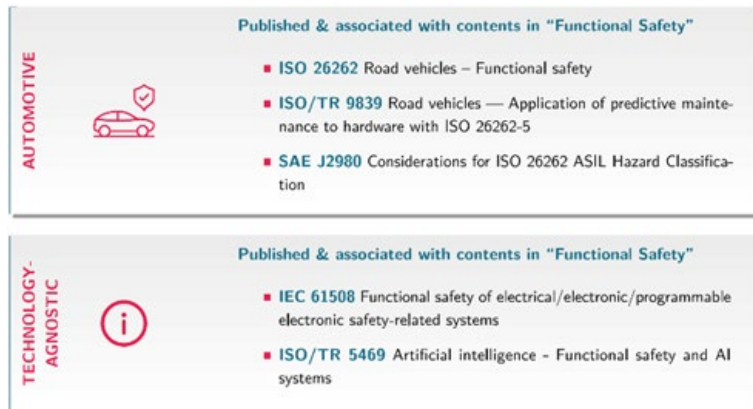 AUTOMOTIVE
Published & associated with contents in “Functional Safety”
■ ISO 26262 Road vehicles – Functional safety
■ ISO/TR 9839 Road vehicles — Application of predictive mainte-
nance to hardware with ISO 26262-5
■ SAE J2980 Considerations for ISO 26262 ASIL Hazard Classifica-
tion
TECHNOLOGY-
AGNOSTIC
i
Published & associated with contents in “Functional Safety”
■ IEC 61508 Functional safety of electrical/electronic/programmable
electronic safety-related systems
■ ISO/TR 5469 Artificial intelligence - Functional safety and AI
systems